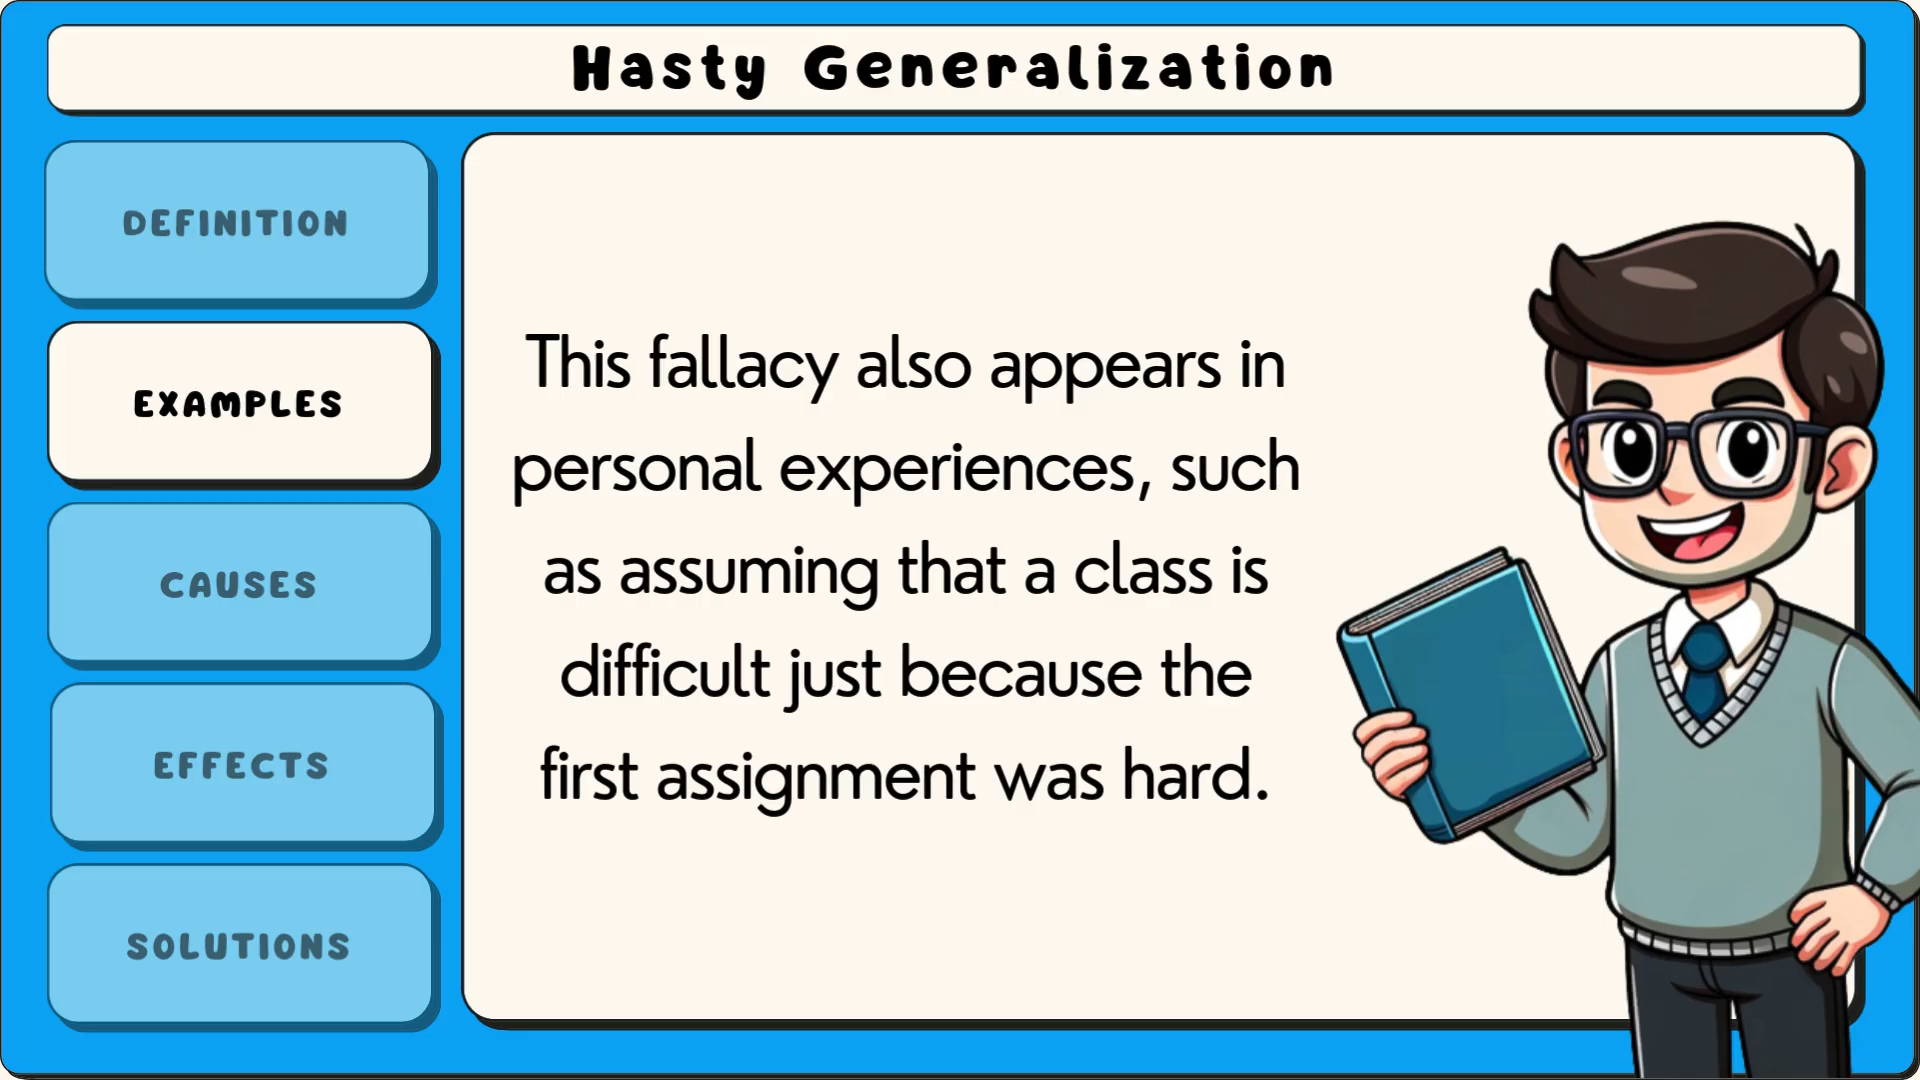 Hasty Generalization
DEFINITION
EXAMPLES
CAUSES
EFFECTS
SOLUTIONS
This fallacy also appears in
personal experiences, such
as assuming that a class is
difficult just because the
first assignment was hard.